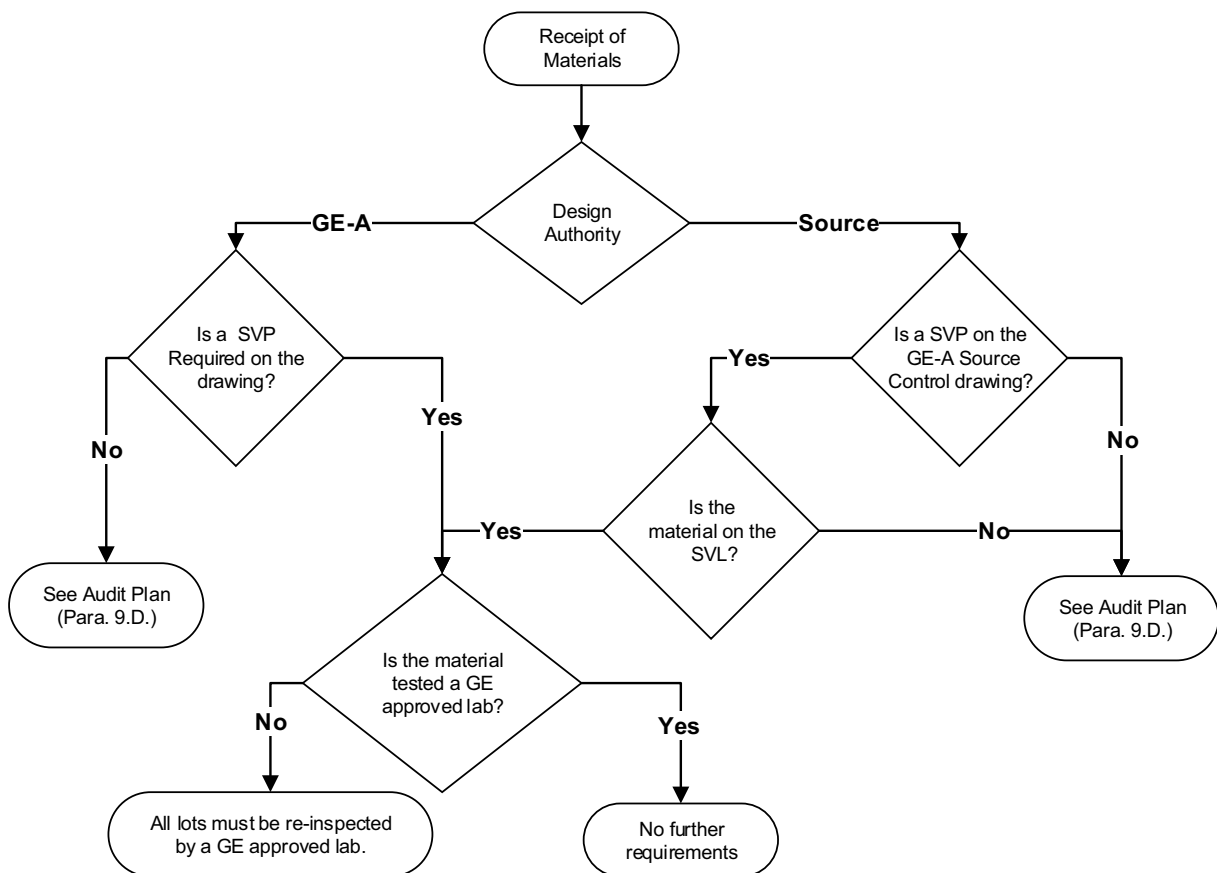 Receipt of
Materials
Design
Authority
GE-A
Source
Is a SVP
Required on the
drawing?
Is a SVP on the
GE-A Source
Control drawing?
Yes
No
Yes
No
Is the
material on the
SVL?
Yes
No
See Audit Plan
(Para. 9.D.)
See Audit Plan
(Para. 9.D.)
Is the material
tested a GE
approved lab?
No
Yes
All lots must be re-inspected
by a GE approved lab.
No further
requirements